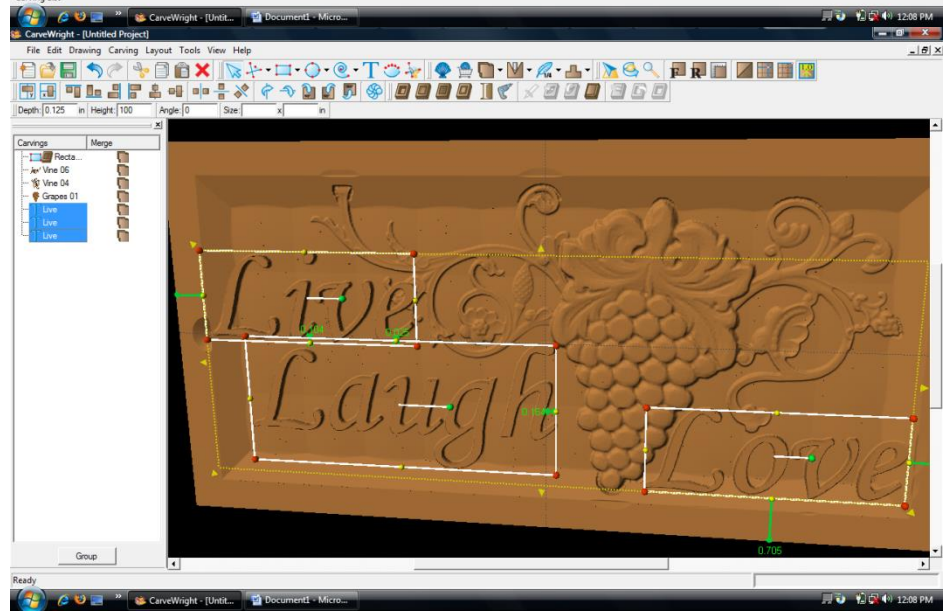 CarveWright - [Untit... Document1 - Micro... 12:08 PM
CarveWright - [Untitled Project]
File Edit Drawing Carving Layout Tools View Help
Depth: 0.125 in Height: 100 Angle: 0 Size: x in
Carvings Merge
Recta...
Vine 06
Vine 04
Grapes 01
Live
Live
Live
Live
0.164
Laugh
Love
0.705
Group
Ready
CarveWright - [Untit... Document1 - Micro... 12:08 PM